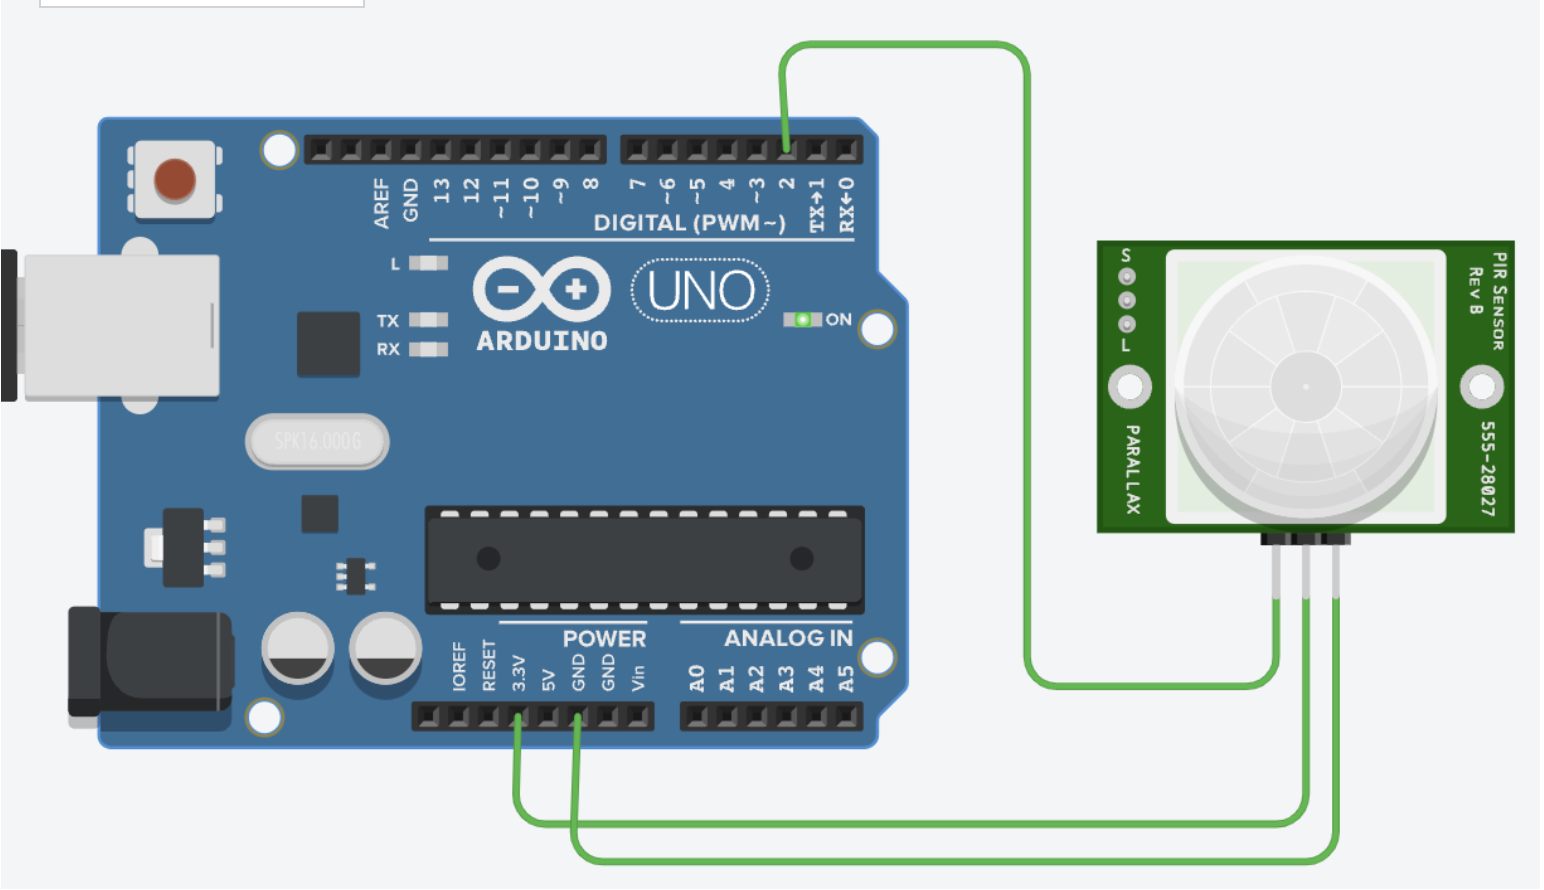 AREF
GND
13
12
~11
~10
~9
8
7
~6
~5
4
~3
2
TX→1
RX←0
DIGITAL (PWM ~)
L
TX
RX
ARDUINO
UNO
ON
SPK16.000G
POWER
ANALOG IN
IOREF
RESET
3.3V
5V
GND
GND
Vin
A0
A1
A2
A3
A4
A5
S
L
PARALLAX
PIR SENSOR
REV B
555-28027